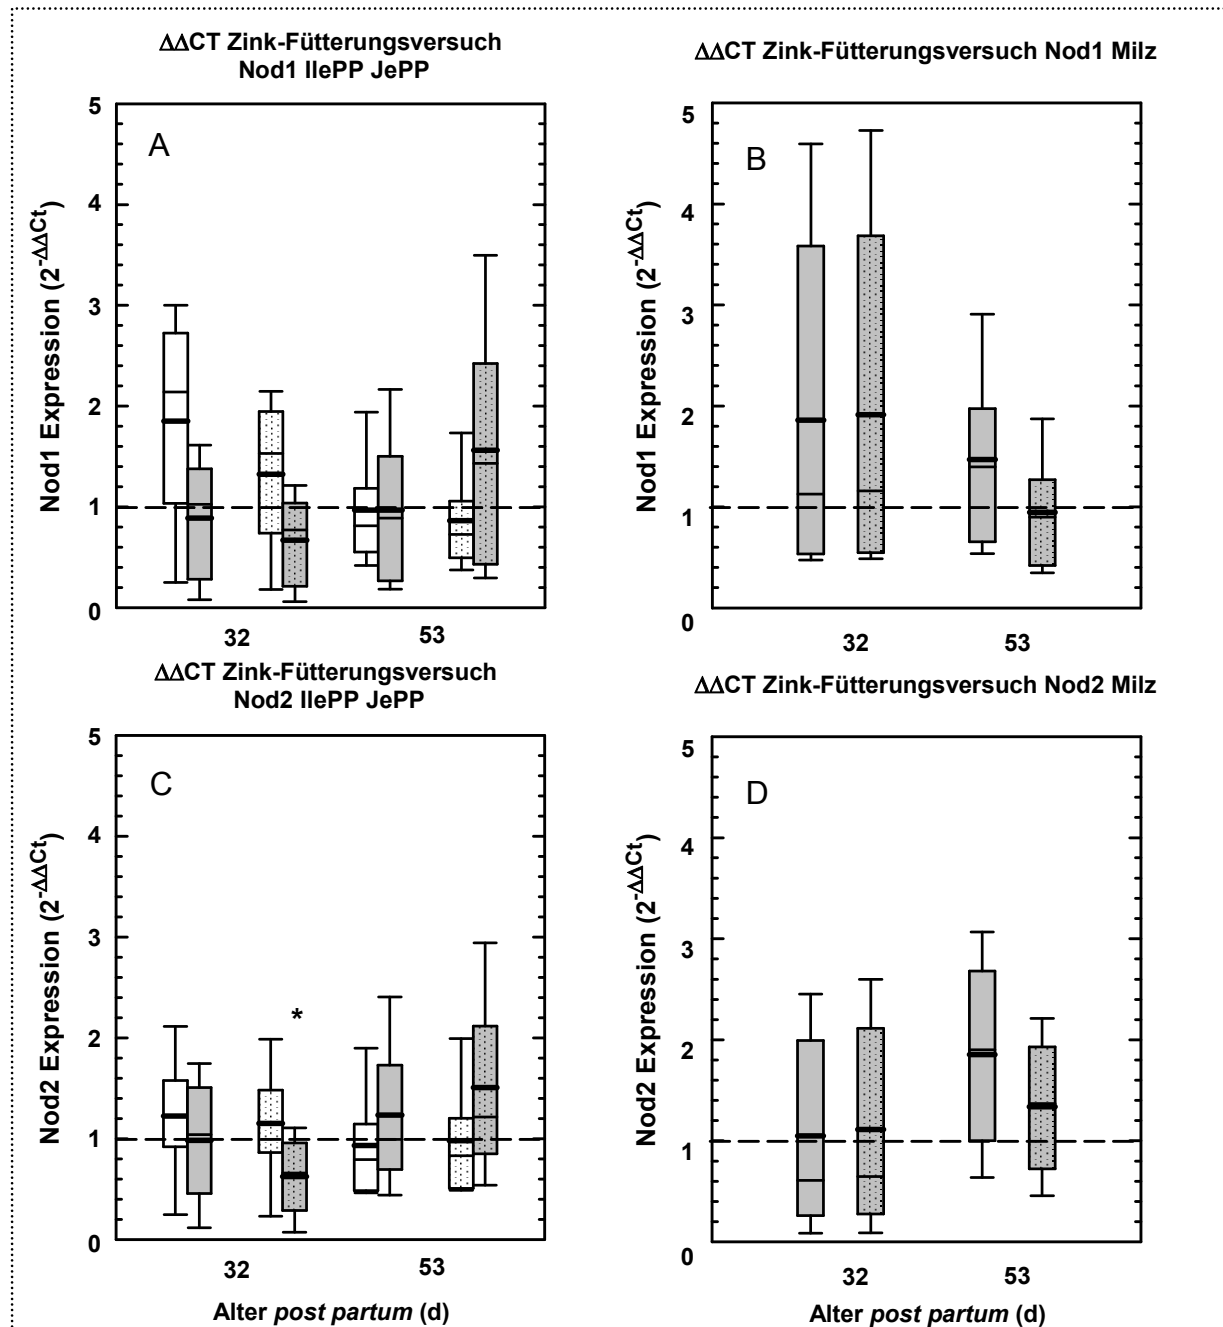 ΔΔCT Zink-Fütterungsversuch
Nod1 IlePP JePP
A
Nod1 Expression (2^-ΔΔCt)
5
4
3
2
1
0
32 53
ΔΔCT Zink-Fütterungsversuch Nod1 Milz
B
Nod1 Expression (2^-ΔΔCt)
5
4
3
2
1
0
32 53
ΔΔCT Zink-Fütterungsversuch
Nod2 IlePP JePP
C
*
Nod2 Expression (2^-ΔΔCt)
5
4
3
2
1
0
32 53
Alter post partum (d)
ΔΔCT Zink-Fütterungsversuch Nod2 Milz
D
Nod2 Expression (2^-ΔΔCt)
5
4
3
2
1
0
32 53
Alter post partum (d)